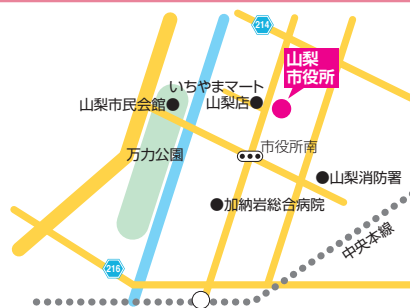 214
山梨
市役所
いちやまマート
山梨店
山梨市民会館
市役所南
万力公園
山梨消防署
加納岩総合病院
中央本線
216